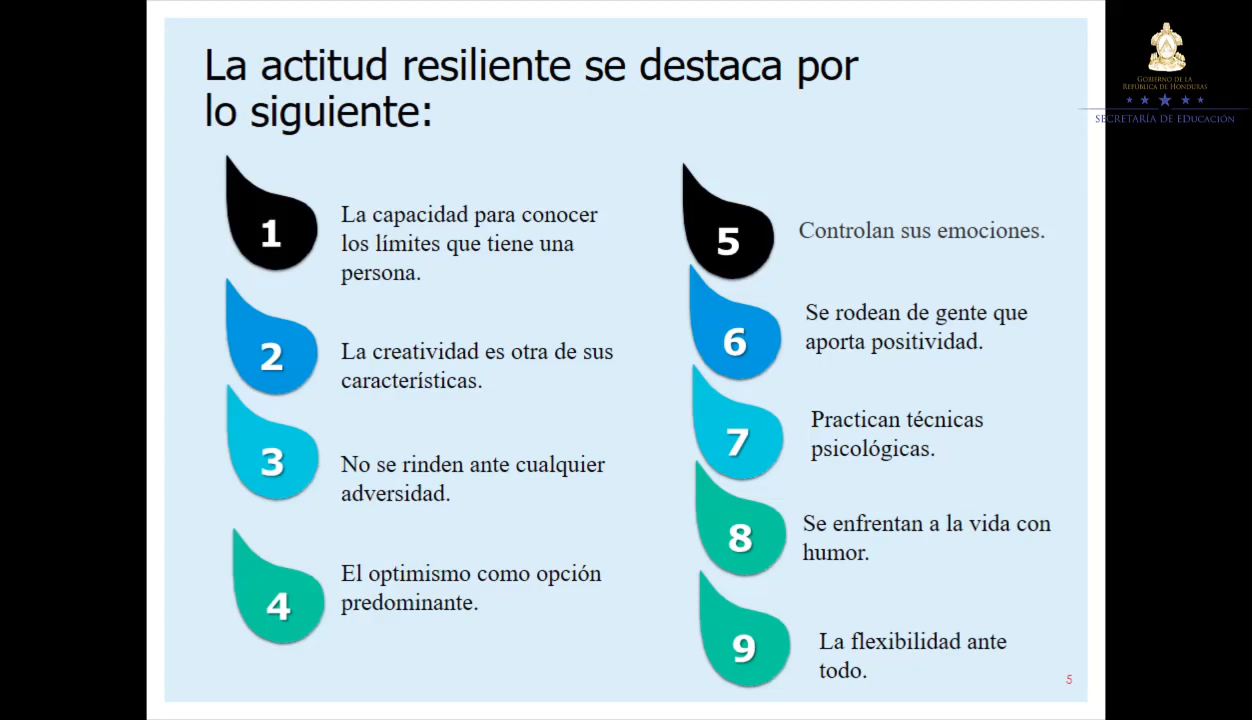 La actitud resiliente se destaca por
lo siguiente:
1
La capacidad para conocer
los límites que tiene una
persona.
2
La creatividad es otra de sus
características.
3
No se rinden ante cualquier
adversidad.
4
El optimismo como opción
predominante.
5
Controlan sus emociones.
6
Se rodean de gente que
aporta positividad.
7
Practican técnicas
psicológicas.
8
Se enfrentan a la vida con
humor.
9
La flexibilidad ante
todo.
5
GOBIERNO DE LA
REPÚBLICA DE HONDURAS
SECRETARÍA DE EDUCACIÓN